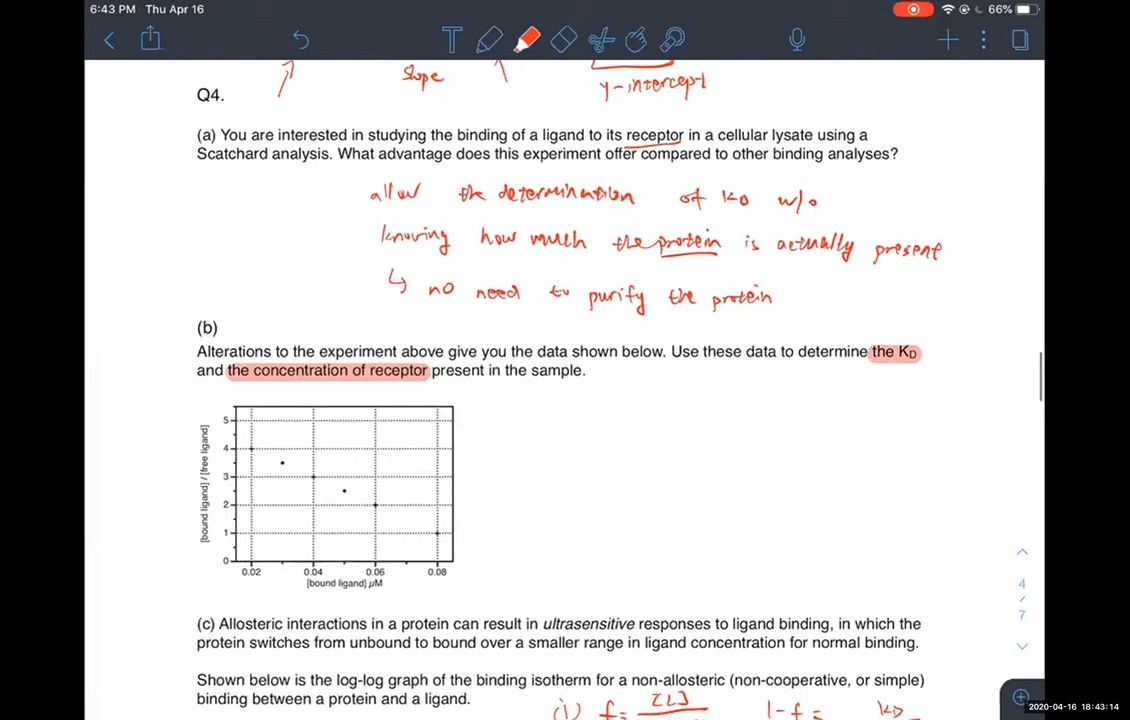 6:43 PM Thu Apr 16
66%
Slope
y-intercept
Q4.
(a) You are interested in studying the binding of a ligand to its receptor in a cellular lysate using a
Scatchard analysis. What advantage does this experiment offer compared to other binding analyses?
allow the determination of KD w/o
knowing how much the protein is actually present
↳ no need to purify the protein
(b)
Alterations to the experiment above give you the data shown below. Use these data to determine the KD
and the concentration of receptor present in the sample.
[bound ligand] / [free ligand]
5
4
3
2
1
0
0.02 0.04 0.06 0.08
[bound ligand] µM
4
/
7
(c) Allosteric interactions in a protein can result in ultrasensitive responses to ligand binding, in which the
protein switches from unbound to bound over a smaller range in ligand concentration for normal binding.
Shown below is the log-log graph of the binding isotherm for a non-allosteric (non-cooperative, or simple)
binding between a protein and a ligand.
(i) f = [L] 1-f = KD
2020-04-16 18:43:14